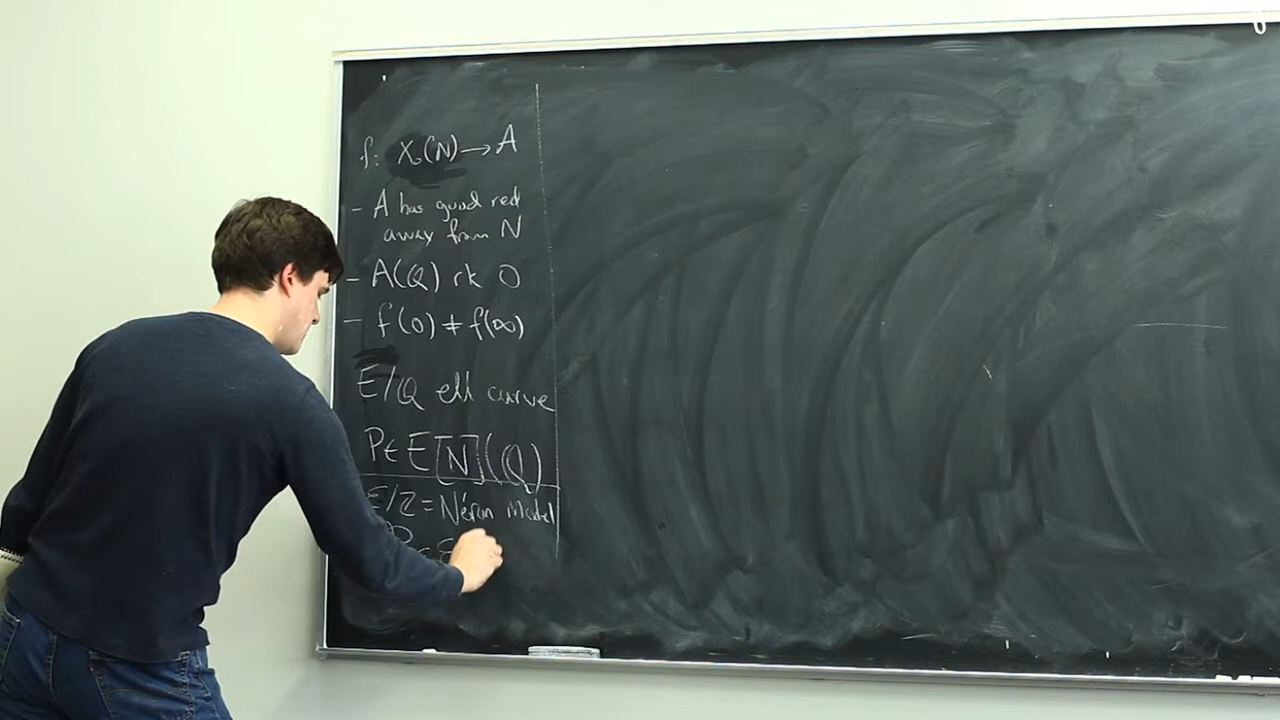 f: X₀(N) → A
- A has good red
away from N
- A(Q) rk 0
- f(0) ≠ f(∞)
E/Q ell curve
P ∈ E[N](Q)
E/Z = Néron Model